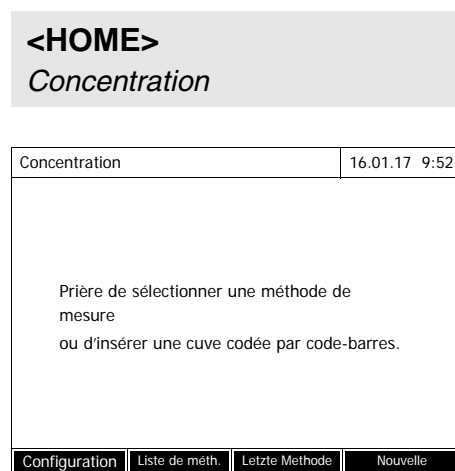 <HOME>
Concentration
Concentration
16.01.17 9:52
Prière de sélectionner une méthode de
mesure
ou d'insérer une cuve codée par code-barres.
Configuration
Liste de méth.
Letzte Methode
Nouvelle